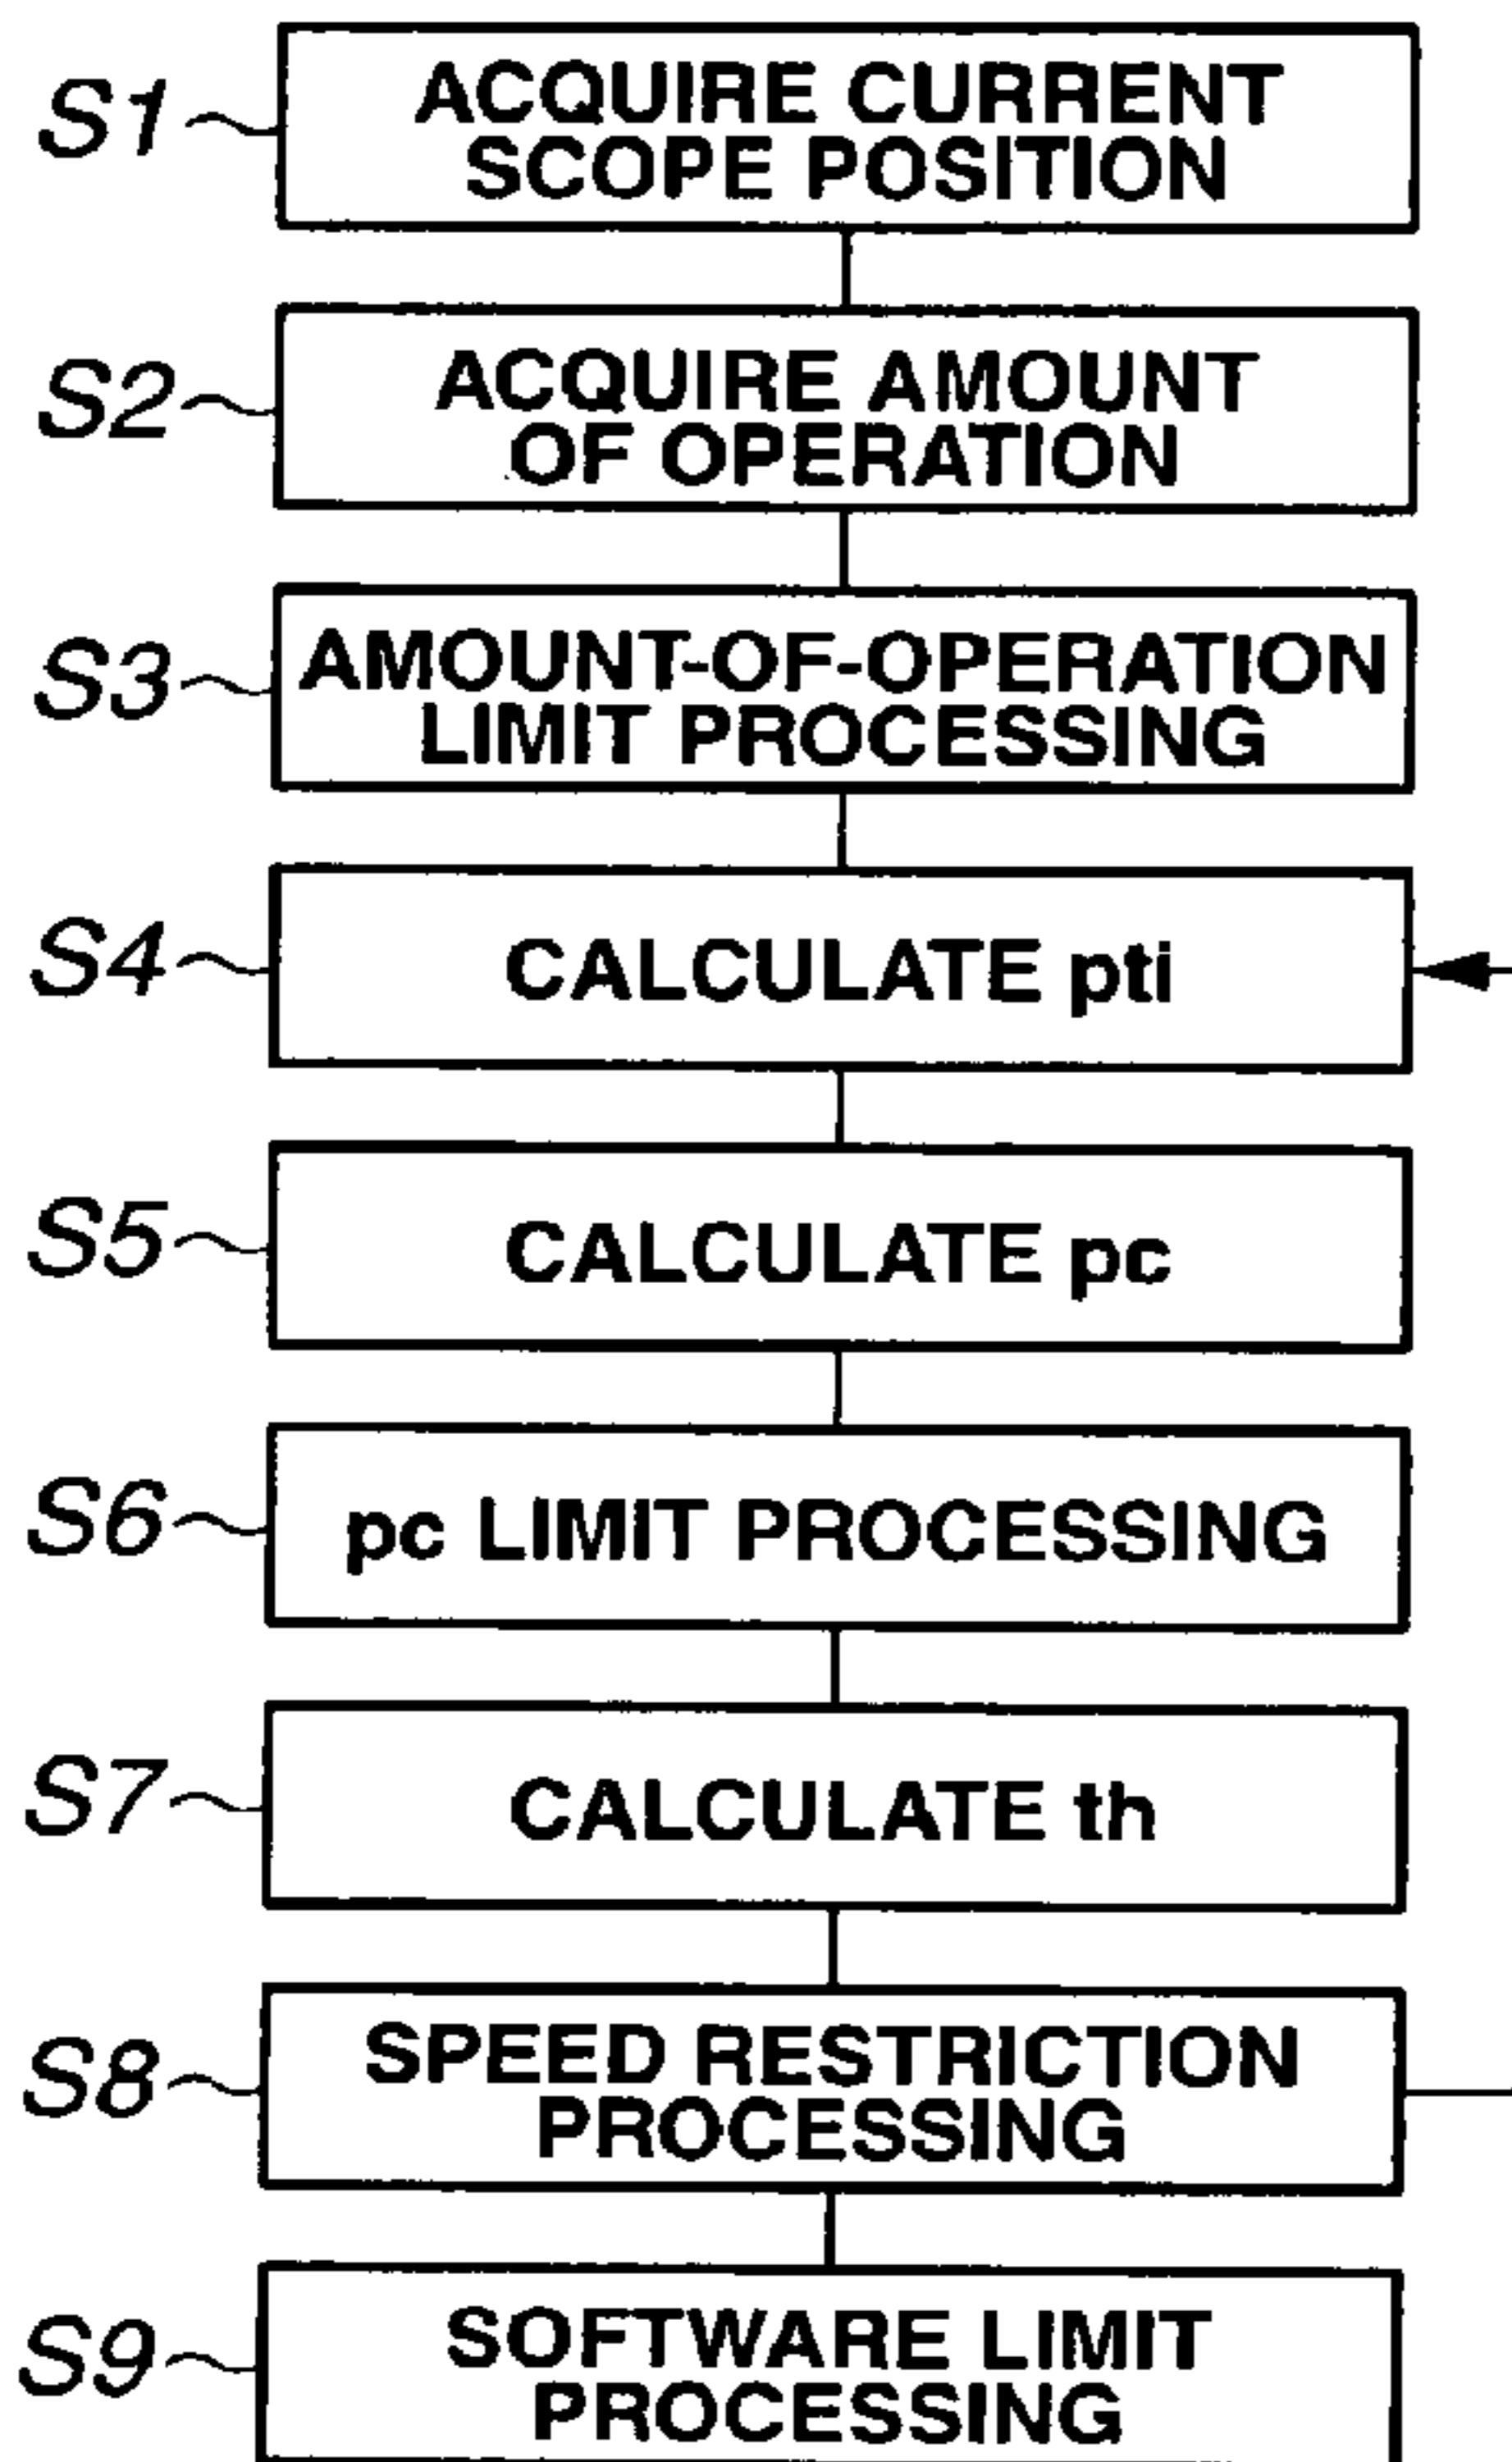 S1
ACQUIRE CURRENT
SCOPE POSITION
S2
ACQUIRE AMOUNT
OF OPERATION
S3
AMOUNT-OF-OPERATION
LIMIT PROCESSING
S4
CALCULATE pti
S5
CALCULATE pc
S6
pc LIMIT PROCESSING
S7
CALCULATE th
S8
SPEED RESTRICTION
PROCESSING
S9
SOFTWARE LIMIT
PROCESSING